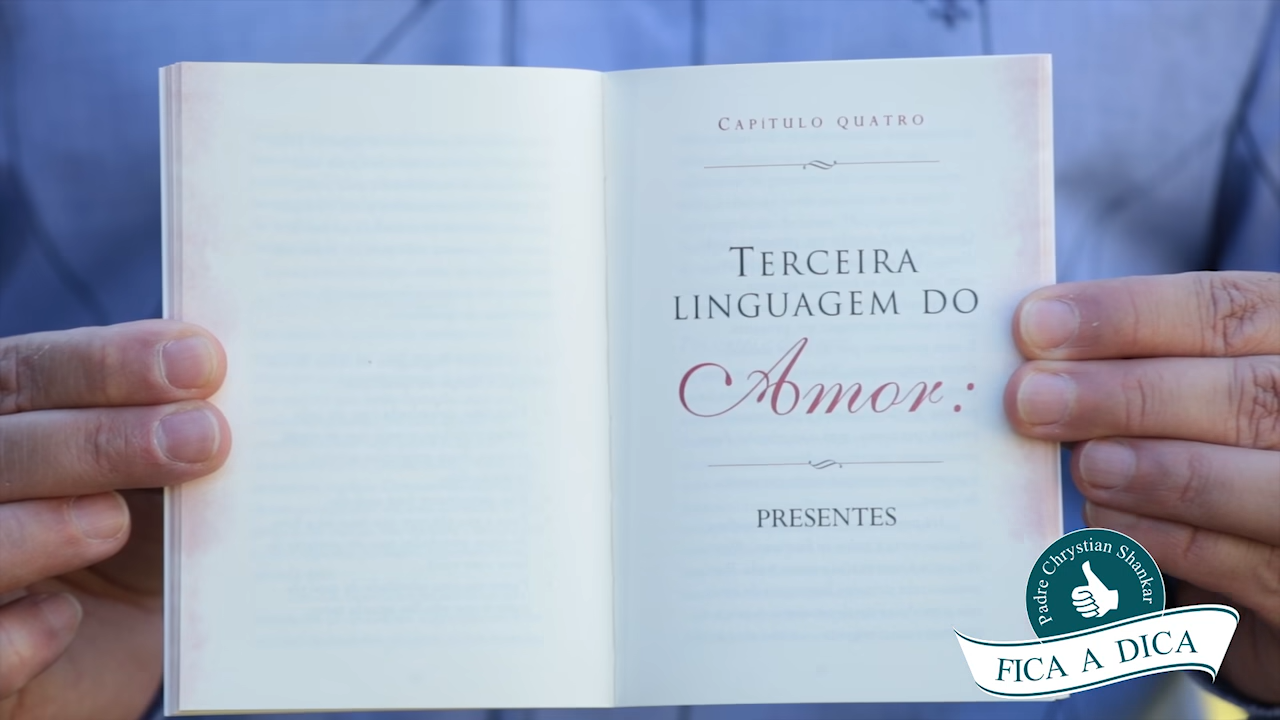 CAPÍTULO QUATRO
TERCEIRA
LINGUAGEM DO
Amor:
PRESENTES
Padre Chrystian Shankar
FICA A DICA